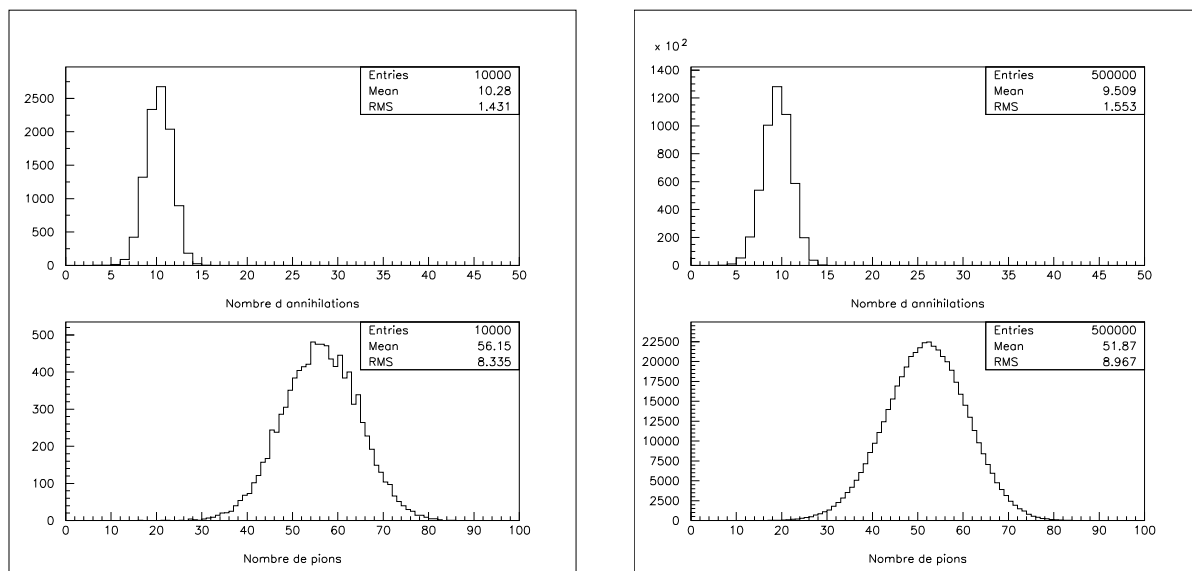 Entries 10000
Mean 10.28
RMS 1.431
2500
2000
1500
1000
500
0
0 5 10 15 20 25 30 35 40 45 50
Nombre d annihilations
Entries 10000
Mean 56.15
RMS 8.335
500
400
300
200
100
0
0 10 20 30 40 50 60 70 80 90 100
Nombre de pions
x 10²
Entries 500000
Mean 9.509
RMS 1.553
1400
1200
1000
800
600
400
200
0
0 5 10 15 20 25 30 35 40 45 50
Nombre d annihilations
Entries 500000
Mean 51.87
RMS 8.967
22500
20000
17500
15000
12500
10000
7500
5000
2500
0
0 10 20 30 40 50 60 70 80 90 100
Nombre de pions